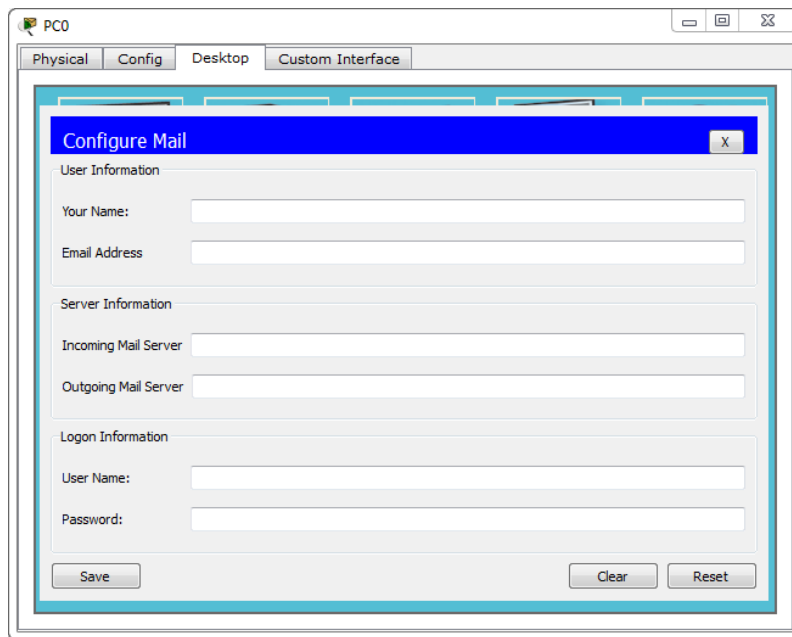 PC0
Physical Config Desktop Custom Interface
Configure Mail X
User Information
Your Name:
Email Address
Server Information
Incoming Mail Server
Outgoing Mail Server
Logon Information
User Name:
Password:
Save Clear Reset